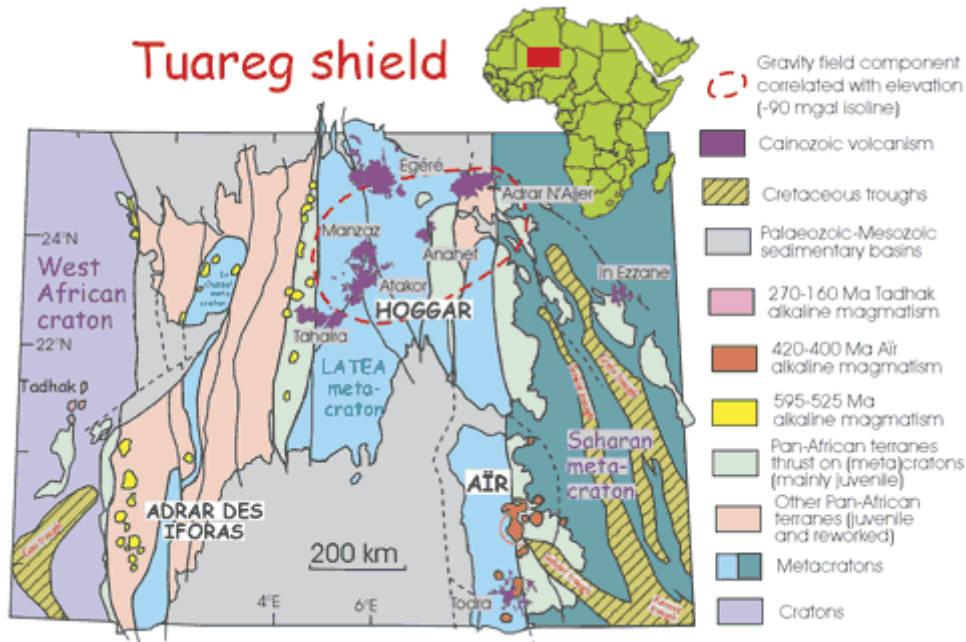 Tuareg shield
Gravity field component
correlated with elevation
(-90 mgal isoline)
Cainozoic volcanism
Cretaceous troughs
Palaeozoic-Mesozoic
sedimentary basins
270-160 Ma Tadhak
alkaline magmatism
420-400 Ma Aïr
alkaline magmatism
595-525 Ma
alkaline magmatism
Pan-African terranes
thrust on (meta)cratons
(mainly juvenile)
Other Pan-African
terranes (juvenile
and reworked)
Metacratons
Cratons
Egéré
Adrar N'Ajjer
24°N
Manzaz
Anahef
West
African
craton
In Ezzane
Atakor
HOGGAR
Tahalra
22°N
LATEA
meta-
craton
Tadhak
Saharan
meta-
craton
AÏR
ADRAR DES
IFORAS
200 km
4°E
6°E
Todra